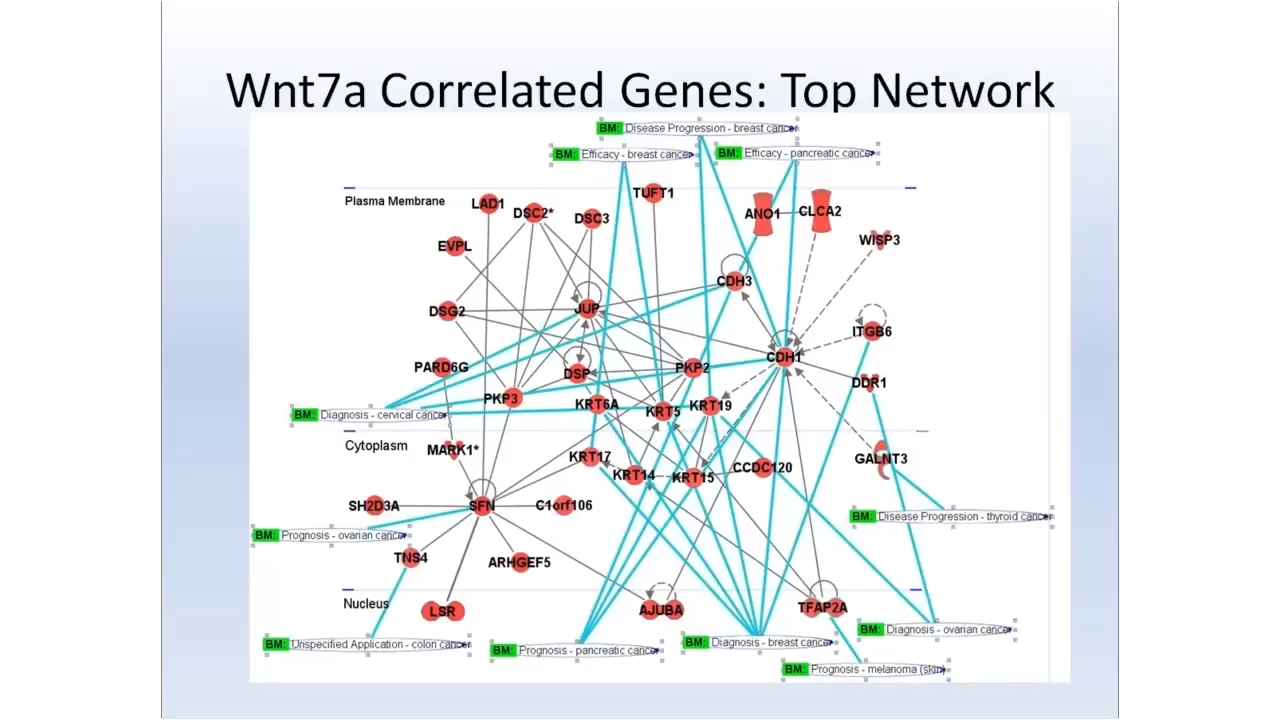 Wnt7a Correlated Genes: Top Network
BM: Disease Progression - breast cancer
BM: Efficacy - breast cancer
BM: Efficacy - pancreatic cancer
Plasma Membrane
TUFT1
LAD1
DSC2*
DSC3
ANO1
CLCA2
WISP3
EVPL
CDH3
DSG2
JUP
ITGB6
CDH1
PARD6G
DSP
PKP2
DDR1
PKP3
KRT6A
KRT5
KRT19
BM: Diagnosis - cervical cancer
Cytoplasm
MARK1*
KRT17
GALNT3
KRT14
KRT15
CCDC120
SH2D3A
SFN
C1orf106
BM: Disease Progression - thyroid cancer
BM: Prognosis - ovarian cancer
TNS4
ARHGEF5
Nucleus
LSR
AJUBA
TFAP2A
BM: Diagnosis - ovarian cancer
BM: Unspecified Application - colon cancer
BM: Prognosis - pancreatic cancer
BM: Diagnosis - breast cancer
BM: Prognosis - melanoma (skin)